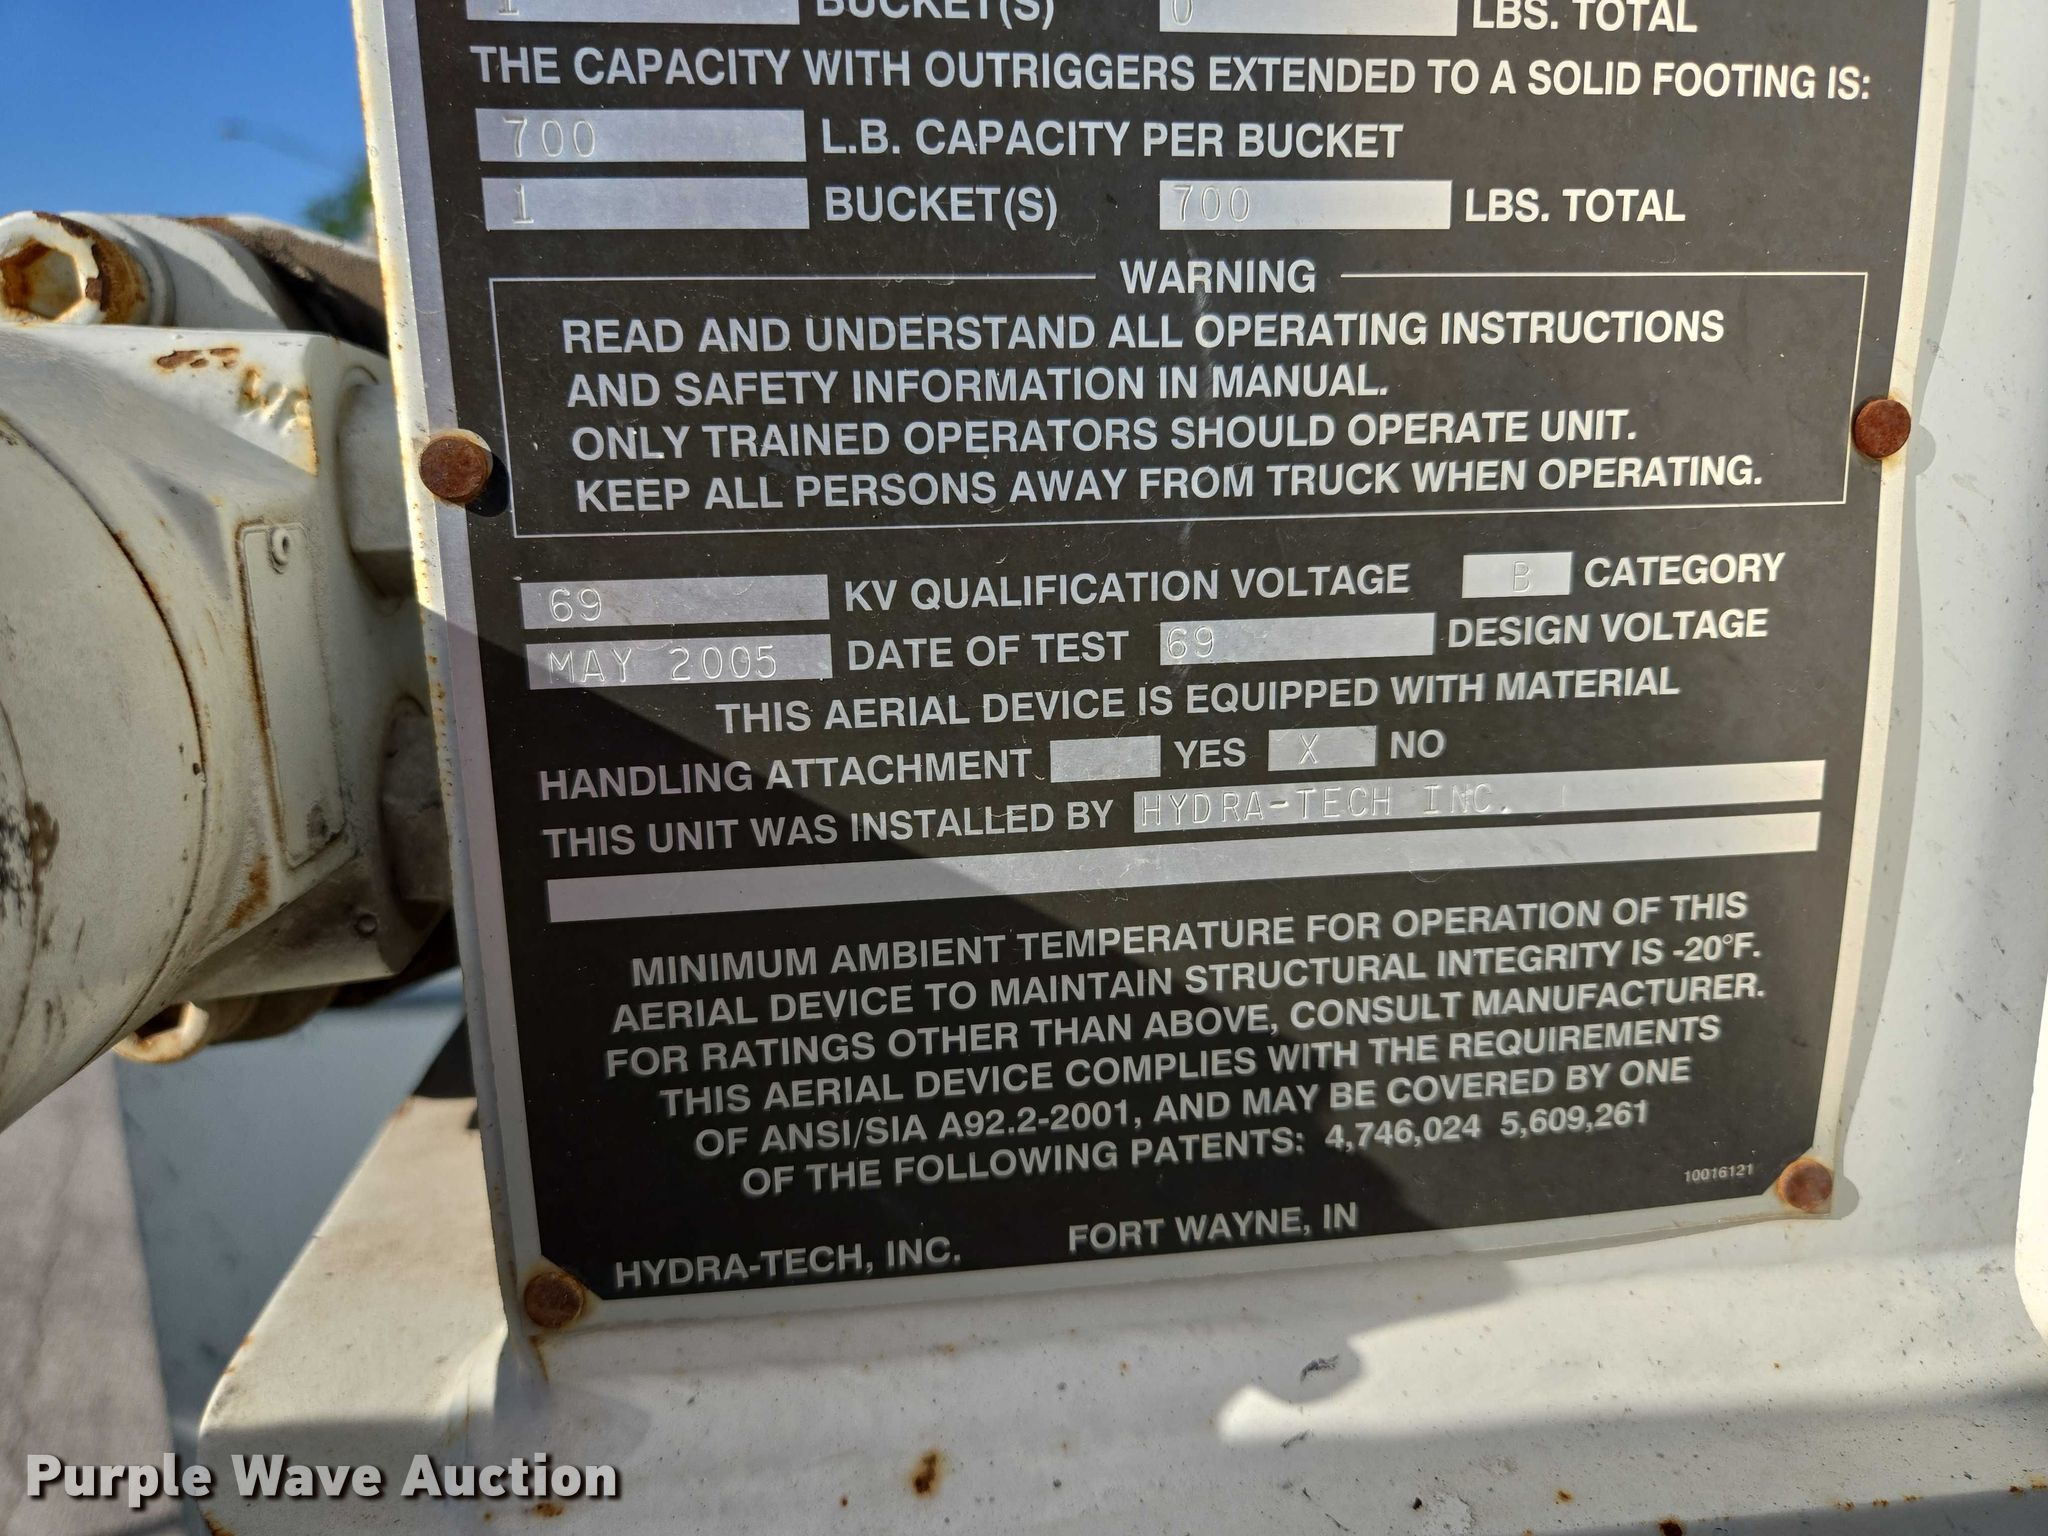 1 BUCKET(S) 0 LBS. TOTAL
THE CAPACITY WITH OUTRIGGERS EXTENDED TO A SOLID FOOTING IS:
700 L.B. CAPACITY PER BUCKET
1 BUCKET(S) 700 LBS. TOTAL
WARNING
READ AND UNDERSTAND ALL OPERATING INSTRUCTIONS
AND SAFETY INFORMATION IN MANUAL.
ONLY TRAINED OPERATORS SHOULD OPERATE UNIT.
KEEP ALL PERSONS AWAY FROM TRUCK WHEN OPERATING.
69 KV QUALIFICATION VOLTAGE B CATEGORY
MAY 2005 DATE OF TEST 69 DESIGN VOLTAGE
THIS AERIAL DEVICE IS EQUIPPED WITH MATERIAL
HANDLING ATTACHMENT YES X NO
THIS UNIT WAS INSTALLED BY HYDRA-TECH INC.
MINIMUM AMBIENT TEMPERATURE FOR OPERATION OF THIS
AERIAL DEVICE TO MAINTAIN STRUCTURAL INTEGRITY IS -20°F.
FOR RATINGS OTHER THAN ABOVE, CONSULT MANUFACTURER.
THIS AERIAL DEVICE COMPLIES WITH THE REQUIREMENTS
OF ANSI/SIA A92.2-2001, AND MAY BE COVERED BY ONE
OF THE FOLLOWING PATENTS: 4,746,024 5,609,261
10016121
HYDRA-TECH, INC. FORT WAYNE, IN
Purple Wave Auction